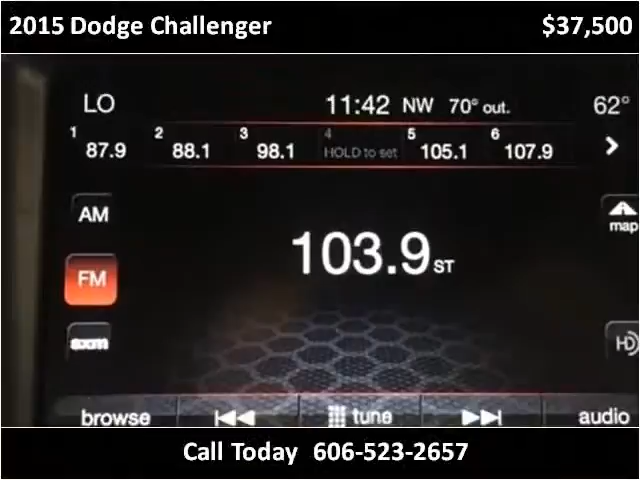 2015 Dodge Challenger $37,500
LO 11:42 NW 70° out. 62°
1 87.9 2 88.1 3 98.1 4 HOLD to set 5 105.1 6 107.9
AM
map
103.9 ST
FM
sxm
HD
browse tune audio
Call Today 606-523-2657